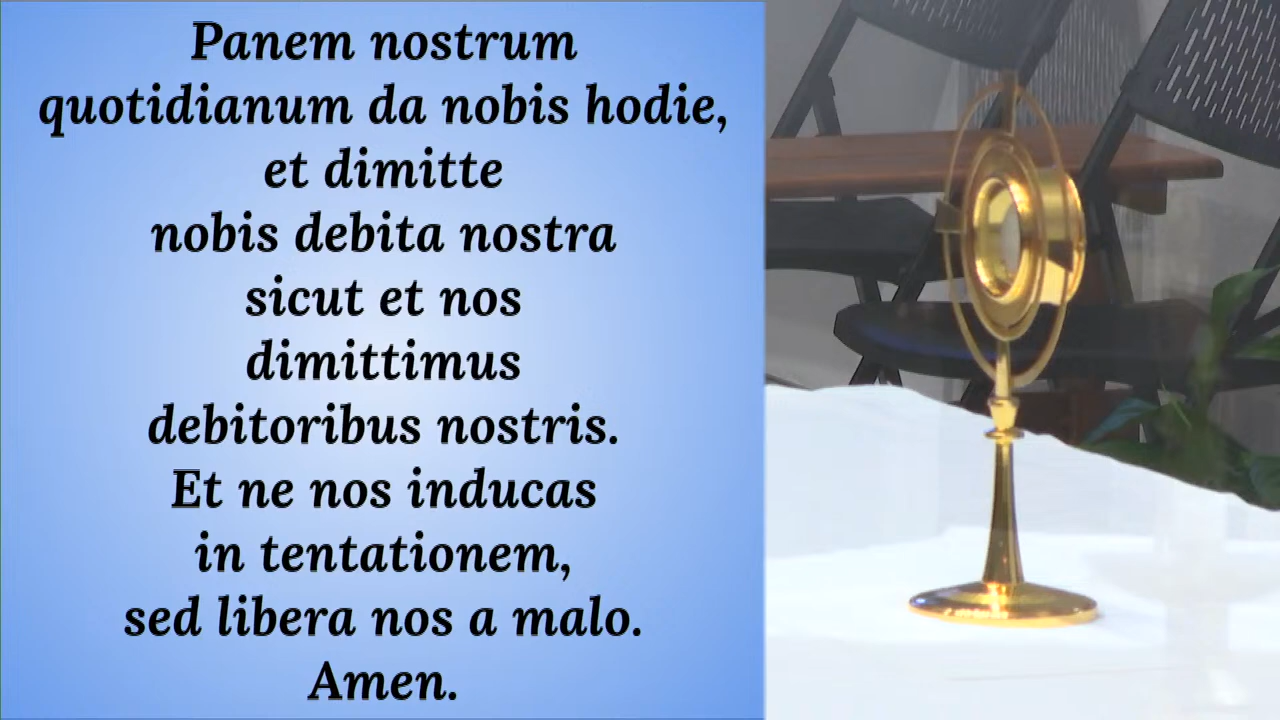 Panem nostrum
quotidianum da nobis hodie,
et dimitte
nobis debita nostra
sicut et nos
dimittimus
debitoribus nostris.
Et ne nos inducas
in tentationem,
sed libera nos a malo.
Amen.